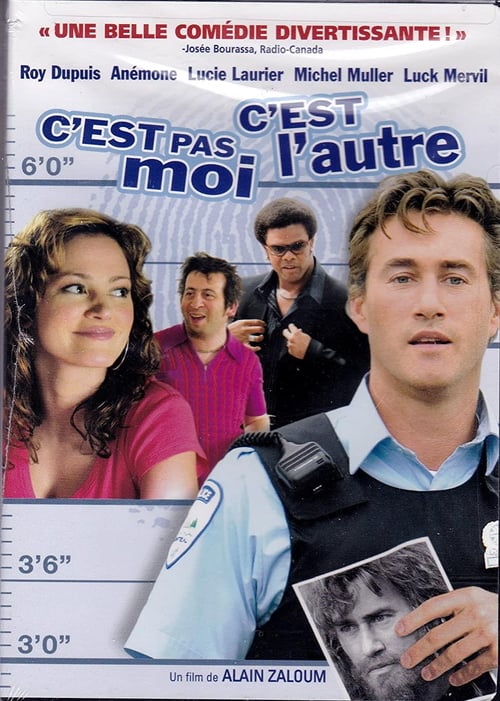 « UNE BELLE COMÉDIE DIVERTISSANTE ! »
-Josée Bourassa, Radio-Canada
Roy Dupuis Anémone Lucie Laurier Michel Muller Luck Mervil
C'EST PAS moi
C'EST l'autre
6'0"
3'6"
3'0"
Un film de ALAIN ZALOUM